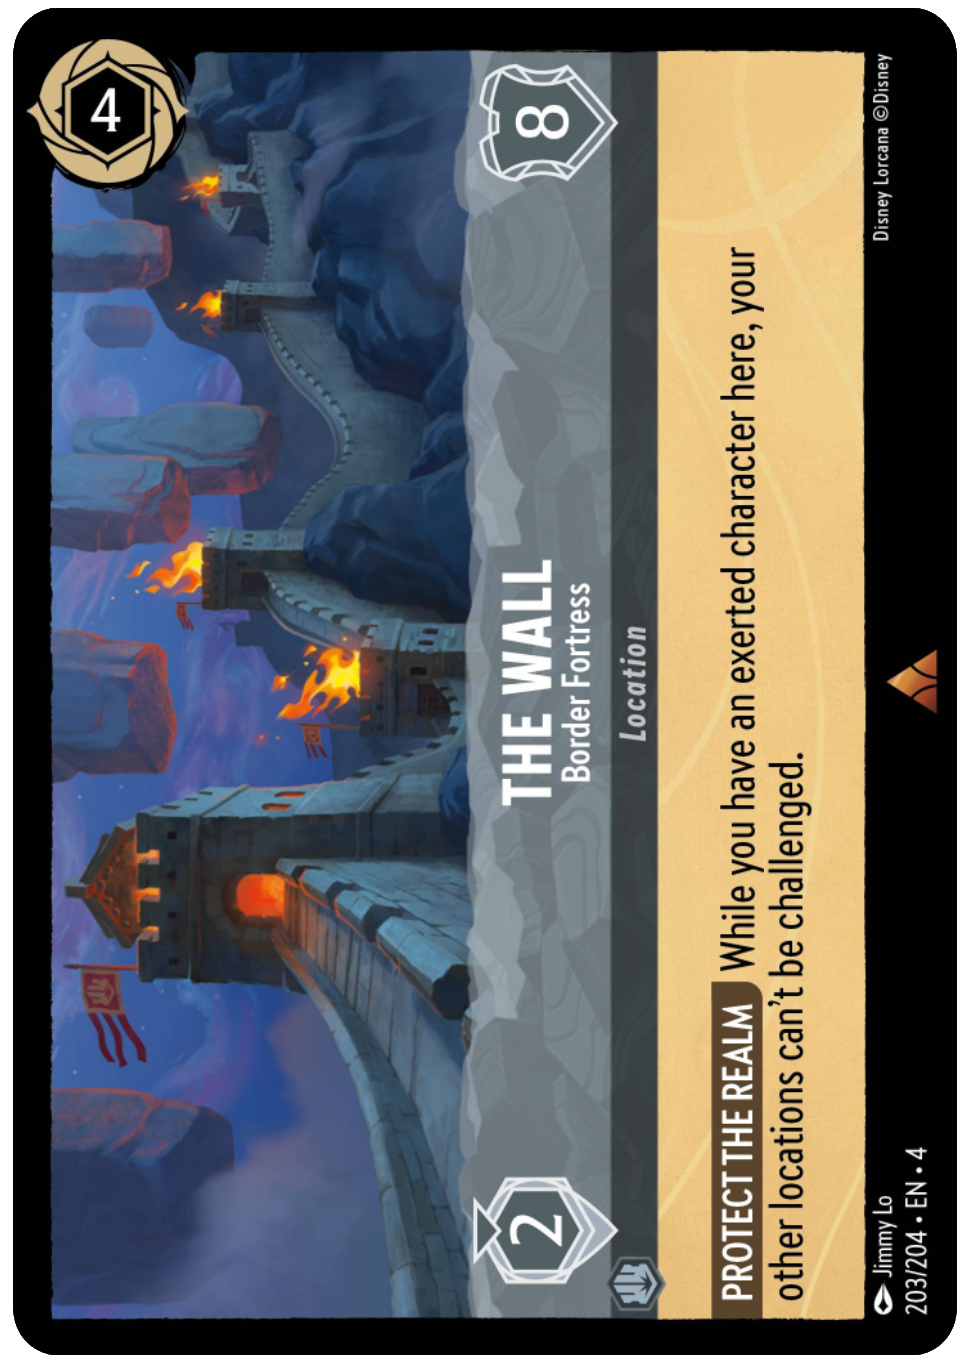 4
2
THE WALL
Border Fortress
8
Location
PROTECT THE REALM While you have an exerted character here, your
other locations can't be challenged.
Jimmy Lo
203/204 • EN • 4
Disney Lorcana ©Disney